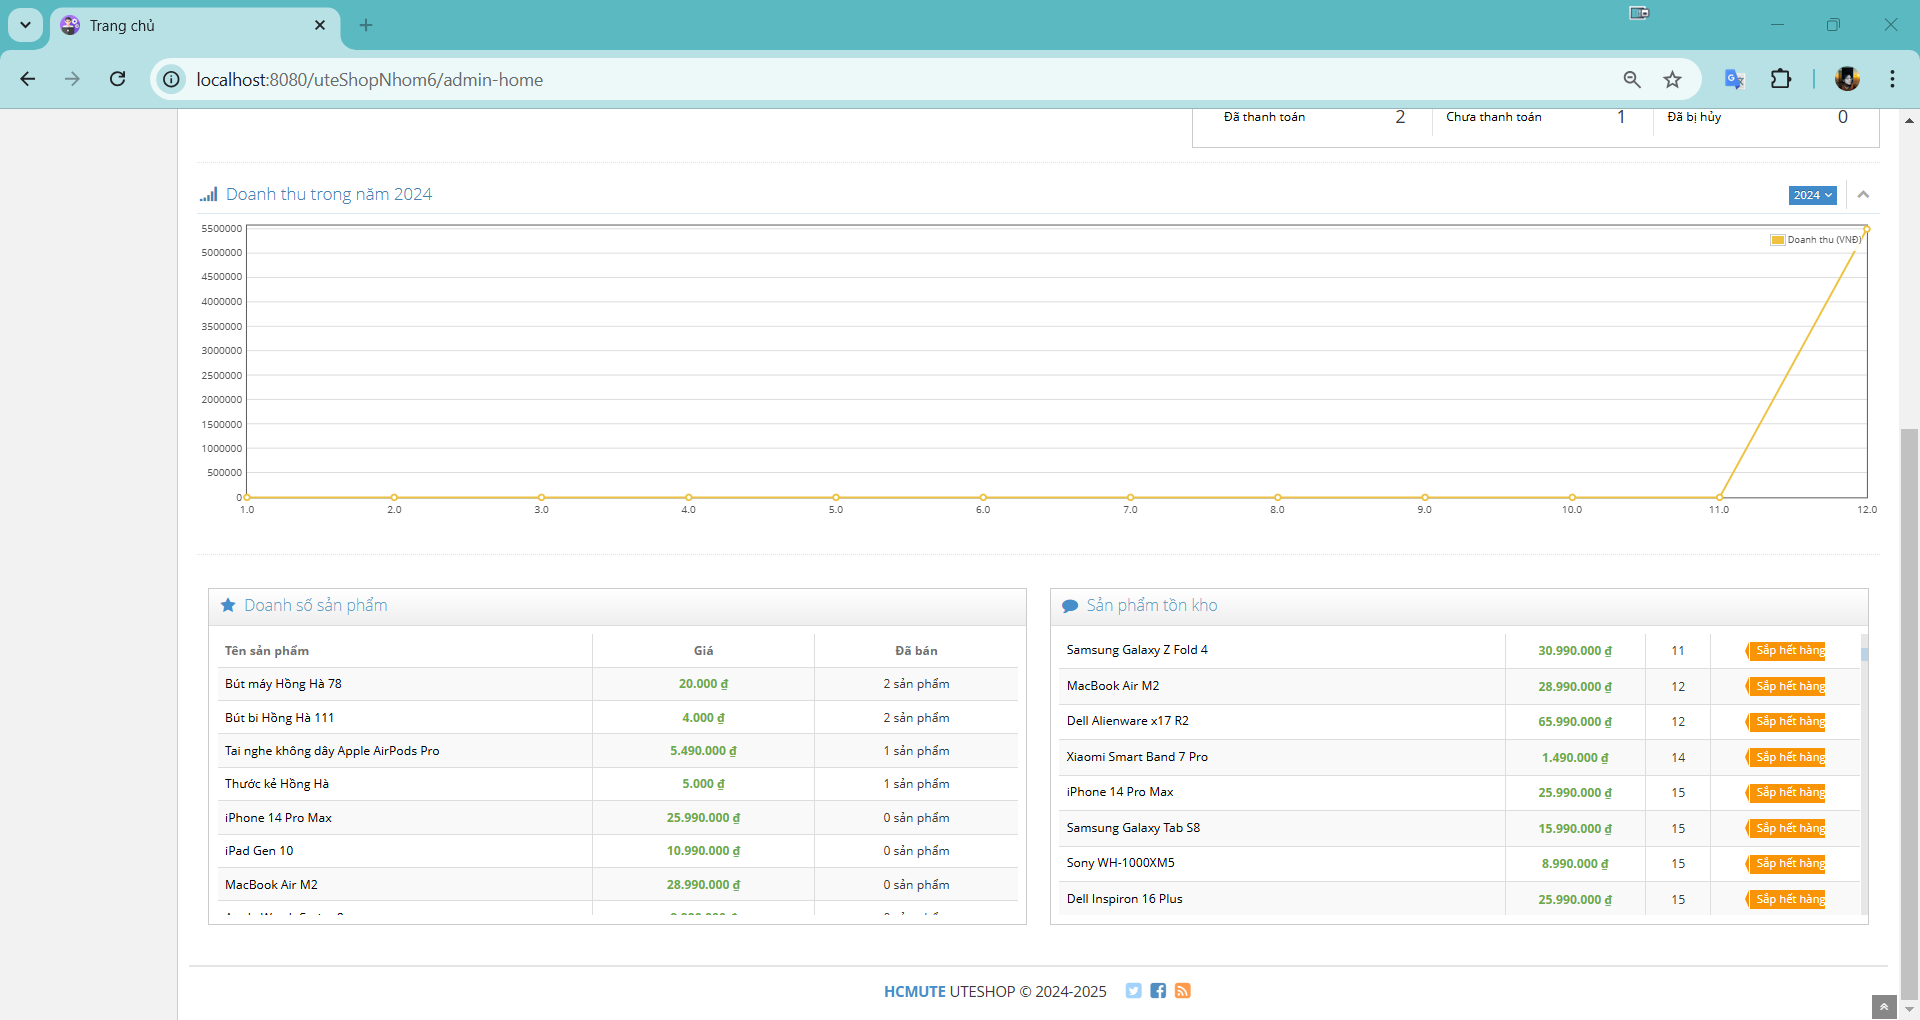 Trang chủ
localhost:8080/uteShopNhom6/admin-home
Đã thanh toán 2 Chưa thanh toán 1 Đã bị hủy 0
Doanh thu trong năm 2024 2024
Doanh thu (VNĐ)
5500000
5000000
4500000
4000000
3500000
3000000
2500000
2000000
1500000
1000000
500000
0
1.0 2.0 3.0 4.0 5.0 6.0 7.0 8.0 9.0 10.0 11.0 12.0
Doanh số sản phẩm
Tên sản phẩm Giá Đã bán
Bút máy Hồng Hà 78 20.000 ₫ 2 sản phẩm
Bút bi Hồng Hà 111 4.000 ₫ 2 sản phẩm
Tai nghe không dây Apple AirPods Pro 5.490.000 ₫ 1 sản phẩm
Thước kẻ Hồng Hà 5.000 ₫ 1 sản phẩm
iPhone 14 Pro Max 25.990.000 ₫ 0 sản phẩm
iPad Gen 10 10.990.000 ₫ 0 sản phẩm
MacBook Air M2 28.990.000 ₫ 0 sản phẩm
Sản phẩm tồn kho
Samsung Galaxy Z Fold 4 30.990.000 ₫ 11 Sắp hết hàng
MacBook Air M2 28.990.000 ₫ 12 Sắp hết hàng
Dell Alienware x17 R2 65.990.000 ₫ 12 Sắp hết hàng
Xiaomi Smart Band 7 Pro 1.490.000 ₫ 14 Sắp hết hàng
iPhone 14 Pro Max 25.990.000 ₫ 15 Sắp hết hàng
Samsung Galaxy Tab S8 15.990.000 ₫ 15 Sắp hết hàng
Sony WH-1000XM5 8.990.000 ₫ 15 Sắp hết hàng
Dell Inspiron 16 Plus 25.990.000 ₫ 15 Sắp hết hàng
HCMUTE UTESHOP © 2024-2025